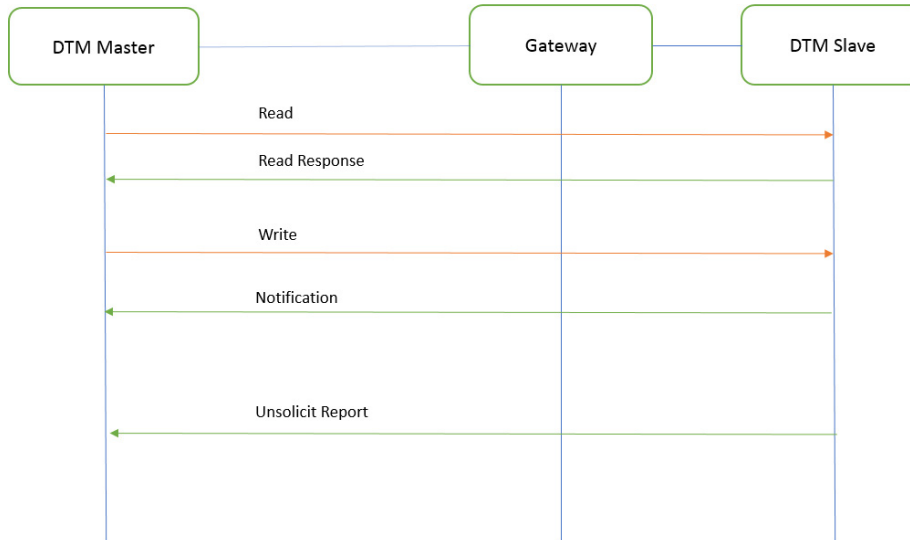 DTM Master
Gateway
DTM Slave
Read
Read Response
Write
Notification
Unsolicit Report